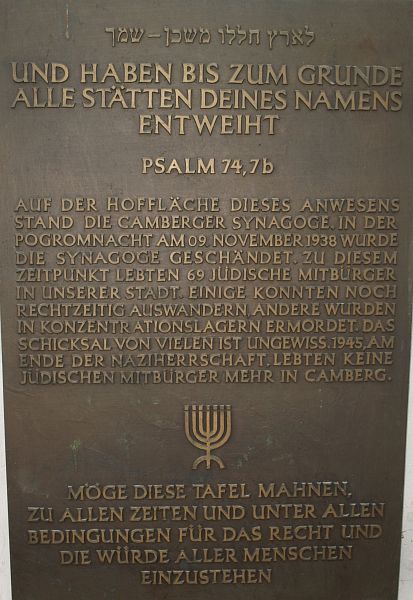 לארץ חללו משכן - שמך
UND HABEN BIS ZUM GRUNDE
ALLE STÄTTEN DEINES NAMENS
ENTWEIHT
PSALM 74,7b
AUF DER HOFFLÄCHE DIESES ANWESENS
STAND DIE CAMBERGER SYNAGOGE. IN DER
POGROMNACHT AM 09. NOVEMBER 1938 WURDE
DIE SYNAGOGE GESCHÄNDET. ZU DIESEM
ZEITPUNKT LEBTEN 69 JÜDISCHE MITBÜRGER
IN UNSERER STADT. EINIGE KONNTEN NOCH
RECHTZEITIG AUSWANDERN, ANDERE WURDEN
IN KONZENTRATIONSLAGERN ERMORDET. DAS
SCHICKSAL VON VIELEN IST UNGEWISS. 1945, AM
ENDE DER NAZIHERRSCHAFT, LEBTEN KEINE
JÜDISCHEN MITBÜRGER MEHR IN CAMBERG.
MÖGE DIESE TAFEL MAHNEN,
ZU ALLEN ZEITEN UND UNTER ALLEN
BEDINGUNGEN FÜR DAS RECHT UND
DIE WÜRDE ALLER MENSCHEN
EINZUSTEHEN